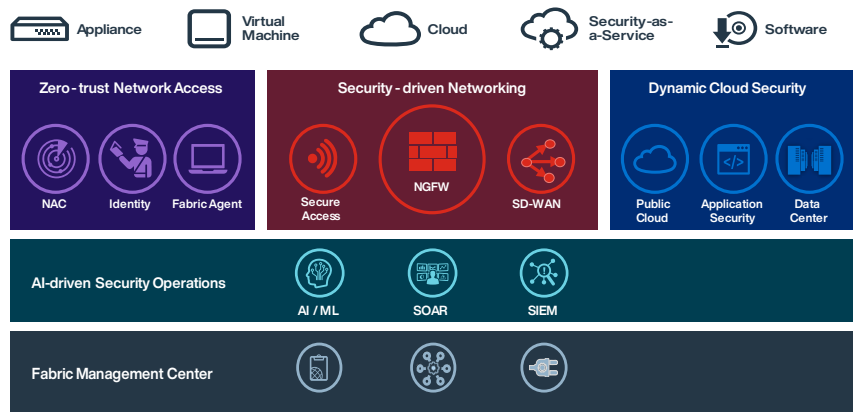 Appliance
Virtual
Machine
Cloud
Security-as-
a-Service
Software
Zero-trust Network Access
Security-driven Networking
Dynamic Cloud Security
NAC
Identity
Fabric Agent
Secure
Access
NGFW
SD-WAN
Public
Cloud
Application
Security
</>
Data
Center
AI-driven Security Operations
AI / ML
SOAR
SIEM
Fabric Management Center